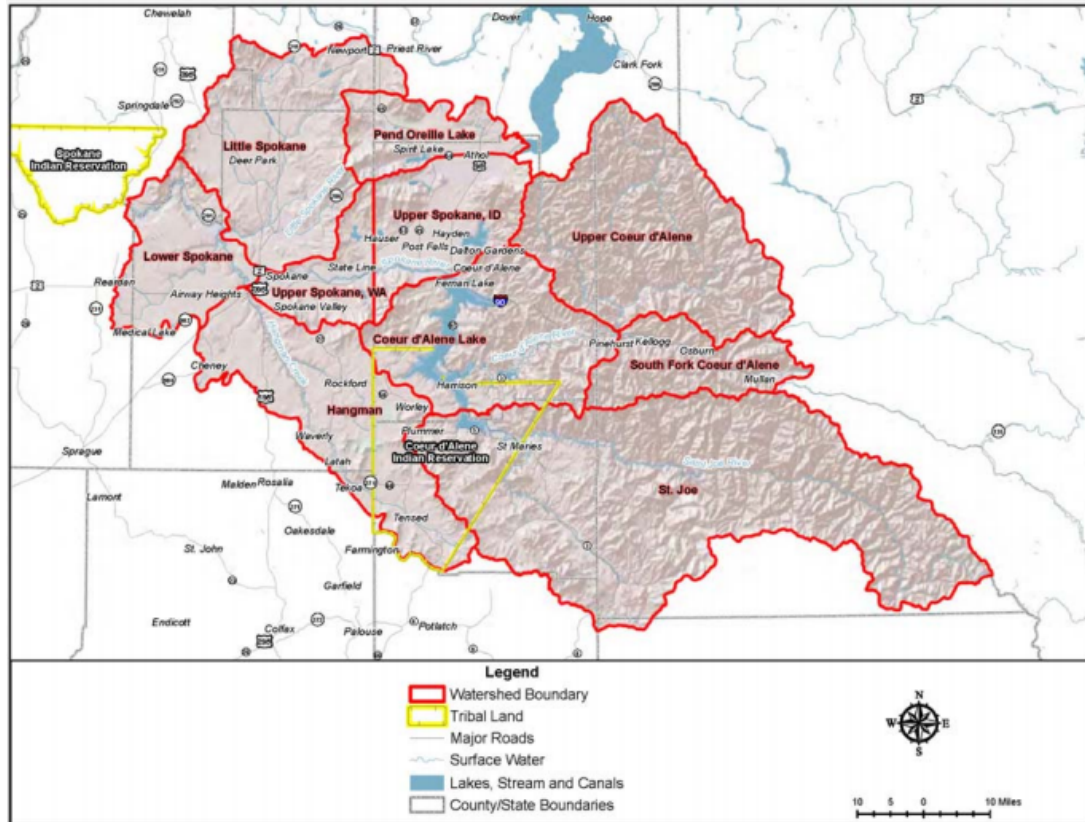 Chewelah
Dover
Hope
Newport
Priest River
Clark Fork
Springdale
Pend Oreille Lake
Little Spokane
Deer Park
Spirit Lake
Athol
Spokane
Indian Reservation
Upper Spokane, ID
Hauser
Hayden
Post Falls
Dalton Gardens
Upper Coeur d'Alene
Lower Spokane
State Line
Coeur d'Alene
Fernan Lake
Reardan
Spokane
Airway Heights
Upper Spokane, WA
Spokane Valley
90
Medical Lake
Coeur d'Alene Lake
Pinehurst
Kellogg
Osburn
South Fork Coeur d'Alene
Mullan
Cheney
Rockford
Harrison
Hangman
Worley
Waverly
Plummer
Coeur d'Alene
Indian Reservation
St Maries
Sprague
Latah
St. Joe
Lamont
Malden
Rosalia
Tekoa
Oakesdale
Tensed
St. John
Farmington
Garfield
Endicott
Colfax
Palouse
Potlatch
Legend
Watershed Boundary
Tribal Land
Major Roads
Surface Water
Lakes, Stream and Canals
County/State Boundaries
N
W
E
S
10 5 0 10 Miles